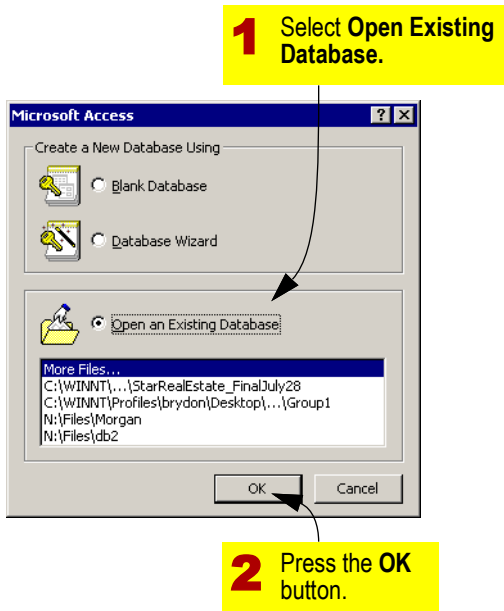 1 Select Open Existing
Database.
Microsoft Access
Create a New Database Using
Blank Database
Database Wizard
Open an Existing Database
More Files...
C:\WINNT\...\StarRealEstate_FinalJuly28
C:\WINNT\Profiles\brydon\Desktop\...\Group1
N:\Files\Morgan
N:\Files\db2
OK Cancel
2 Press the OK
button.